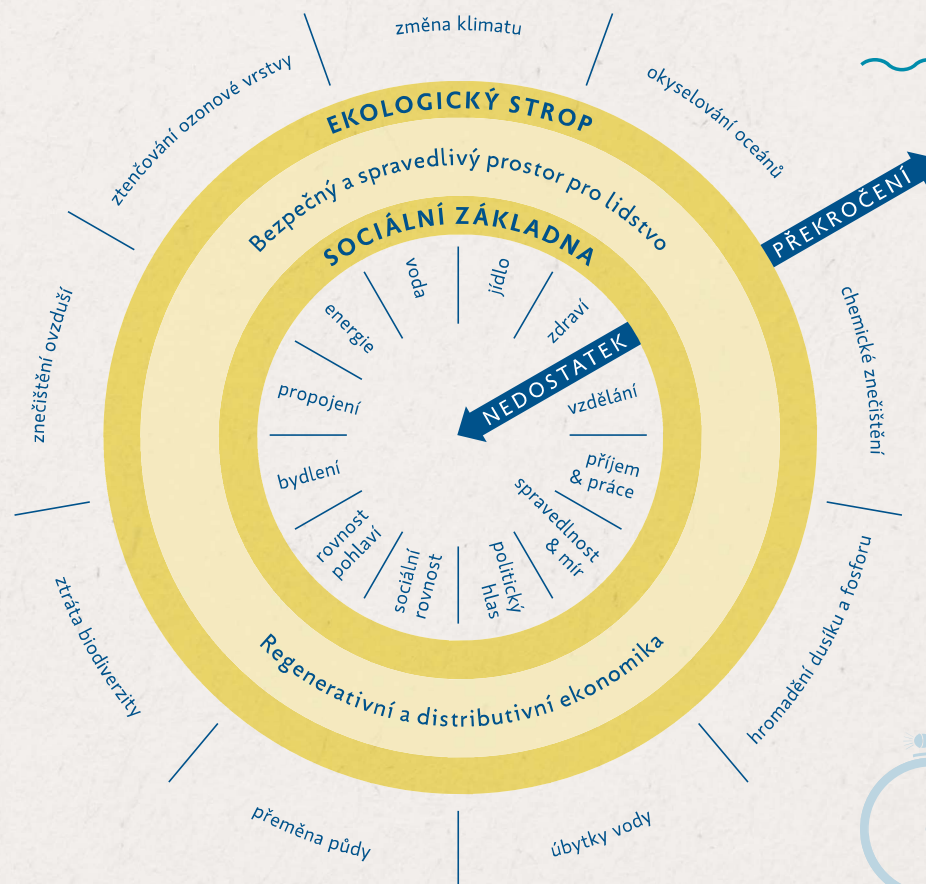 změna klimatu
okyselování oceánů
chemické znečištění
hromadění dusíku a fosforu
úbytky vody
přeměna půdy
ztráta biodiverzity
znečištění ovzduší
ztenčování ozonové vrstvy
EKOLOGICKÝ STROP
PŘEKROČENÍ
Bezpečný a spravedlivý prostor pro lidstvo
SOCIÁLNÍ ZÁKLADNA
jídlo
zdraví
NEDOSTATEK
vzdělání
příjem
& práce
spravedlnost
& mír
politický
hlas
sociální
rovnost
rovnost
pohlaví
bydlení
propojení
energie
voda
Regenerativní a distributivní ekonomika